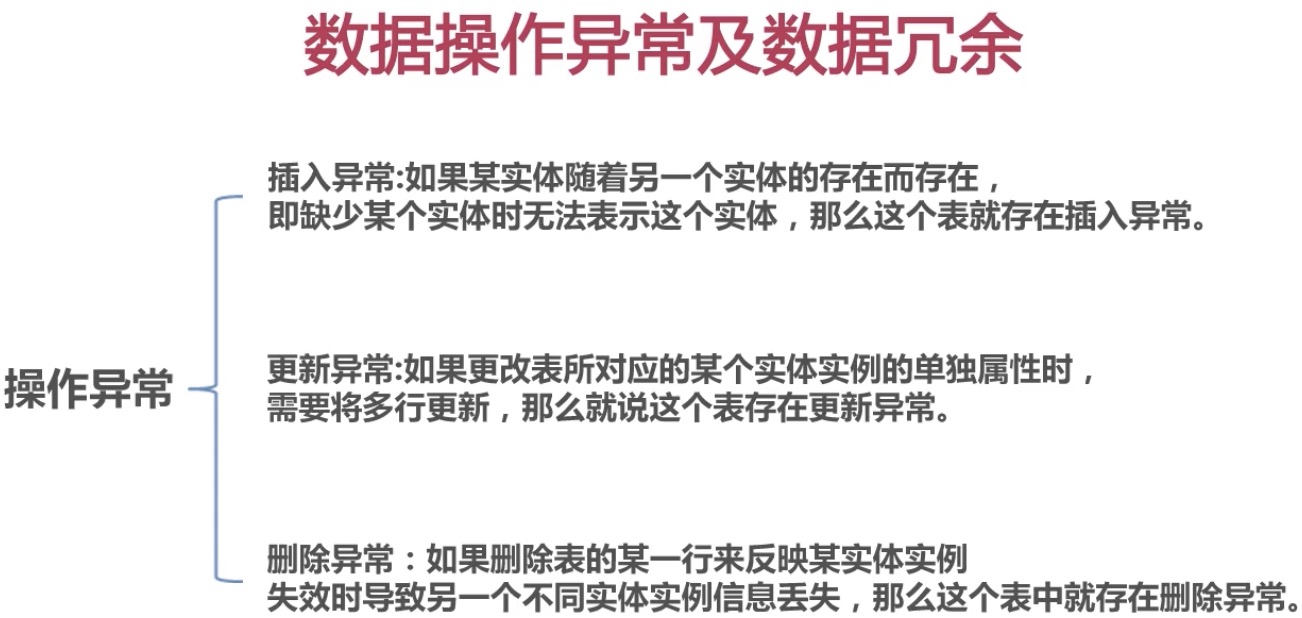 数据操作异常及数据冗余
插入异常:如果某实体随着另一个实体的存在而存在，
即缺少某个实体时无法表示这个实体，那么这个表就存在插入异常。
操作异常
更新异常:如果更改表所对应的某个实体实例的单独属性时，
需要将多行更新，那么就说这个表存在更新异常。
删除异常：如果删除表的某一行来反映某实体实例
失效时导致另一个不同实体实例信息丢失，那么这个表中就存在删除异常。